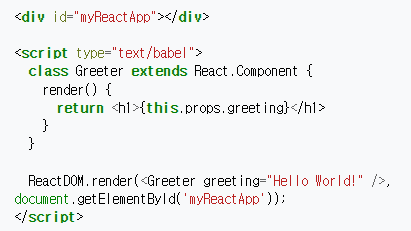 <div id="myReactApp"></div>

<script type="text/babel">
  class Greeter extends React.Component {
    render() {
      return <h1>{this.props.greeting}</h1>
    }
  }

  ReactDOM.render(<Greeter greeting="Hello World!" />,
document.getElementById('myReactApp'));
</script>